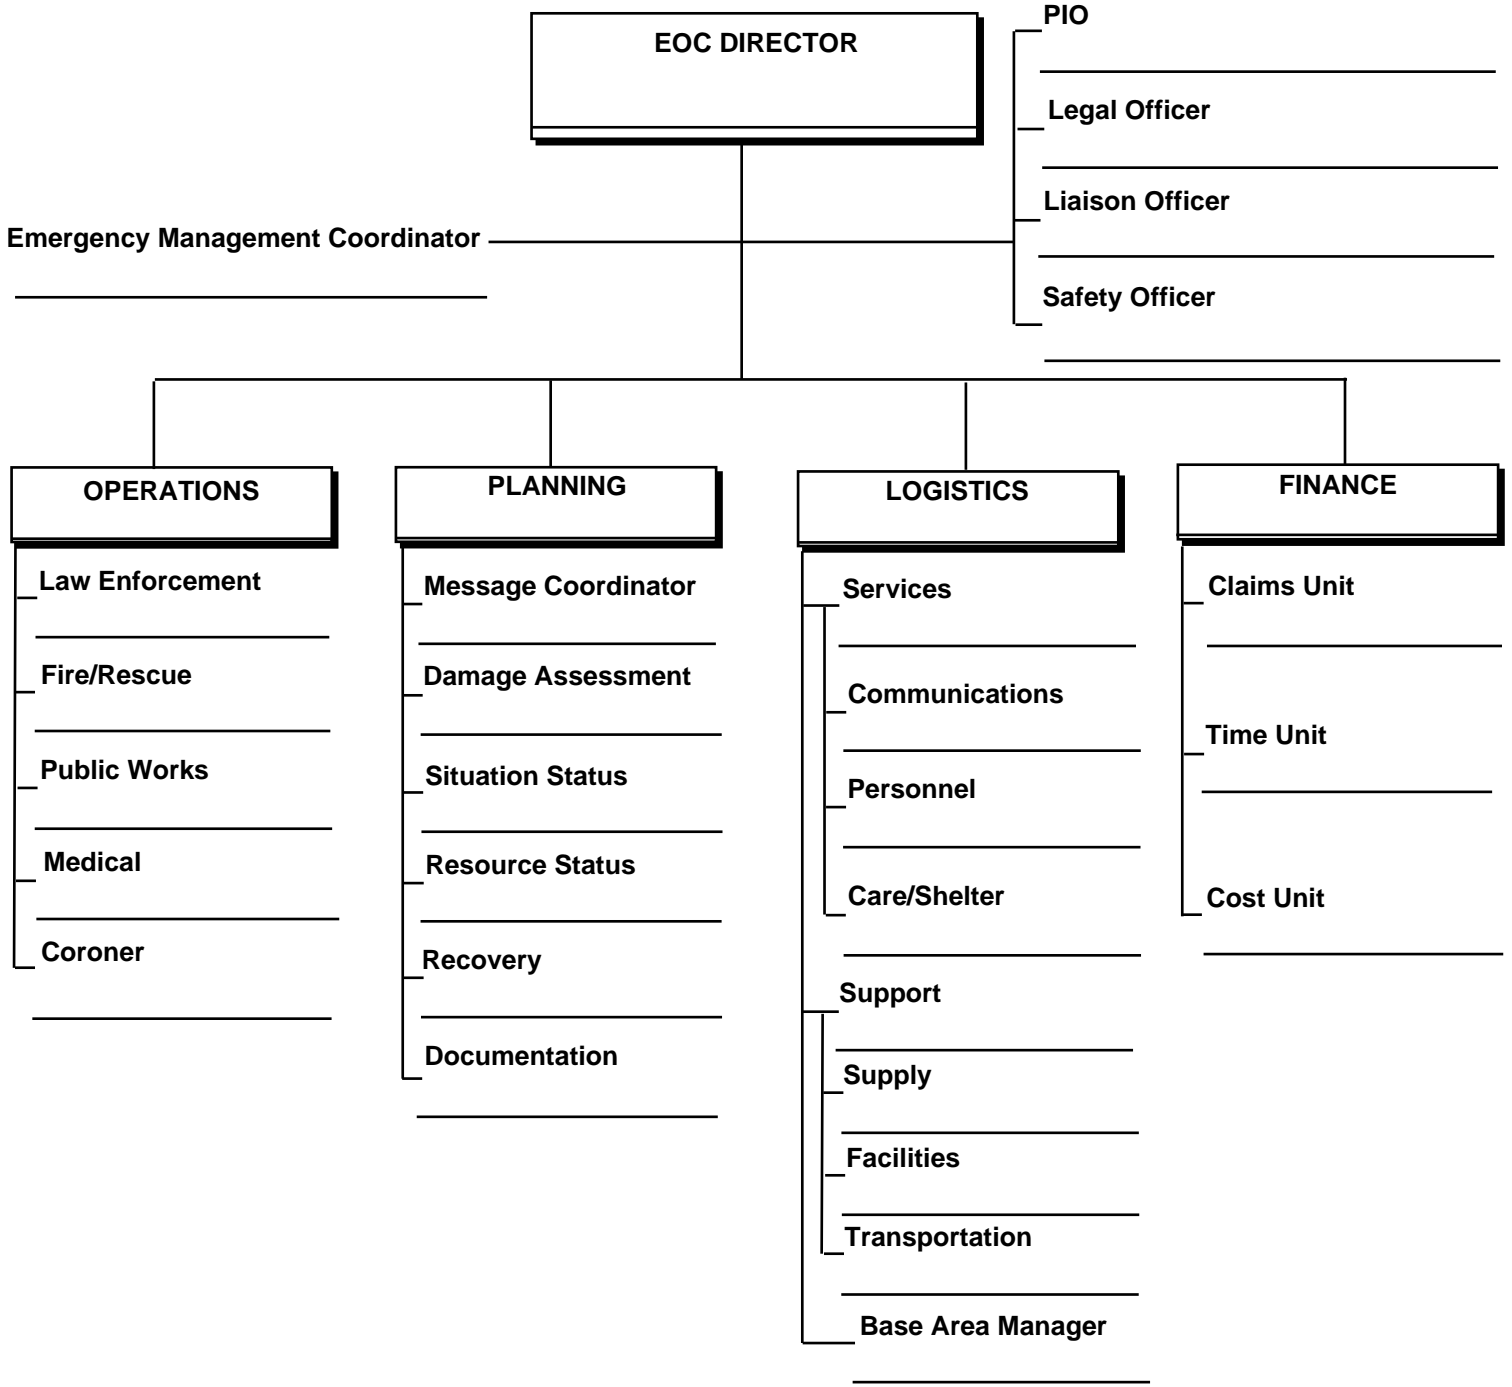 EOC DIRECTOR
PIO
Legal Officer
Liaison Officer
Safety Officer
Emergency Management Coordinator
OPERATIONS
Law Enforcement
Fire/Rescue
Public Works
Medical
Coroner
PLANNING
Message Coordinator
Damage Assessment
Situation Status
Resource Status
Recovery
Documentation
LOGISTICS
Services
Communications
Personnel
Care/Shelter
Support
Supply
Facilities
Transportation
Base Area Manager
FINANCE
Claims Unit
Time Unit
Cost Unit